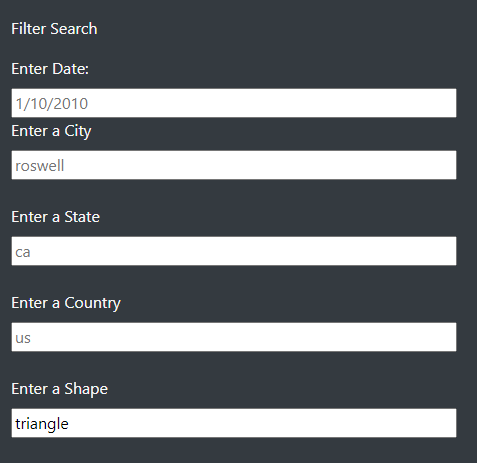 Filter Search
Enter Date:
1/10/2010
Enter a City
roswell
Enter a State
ca
Enter a Country
us
Enter a Shape
triangle